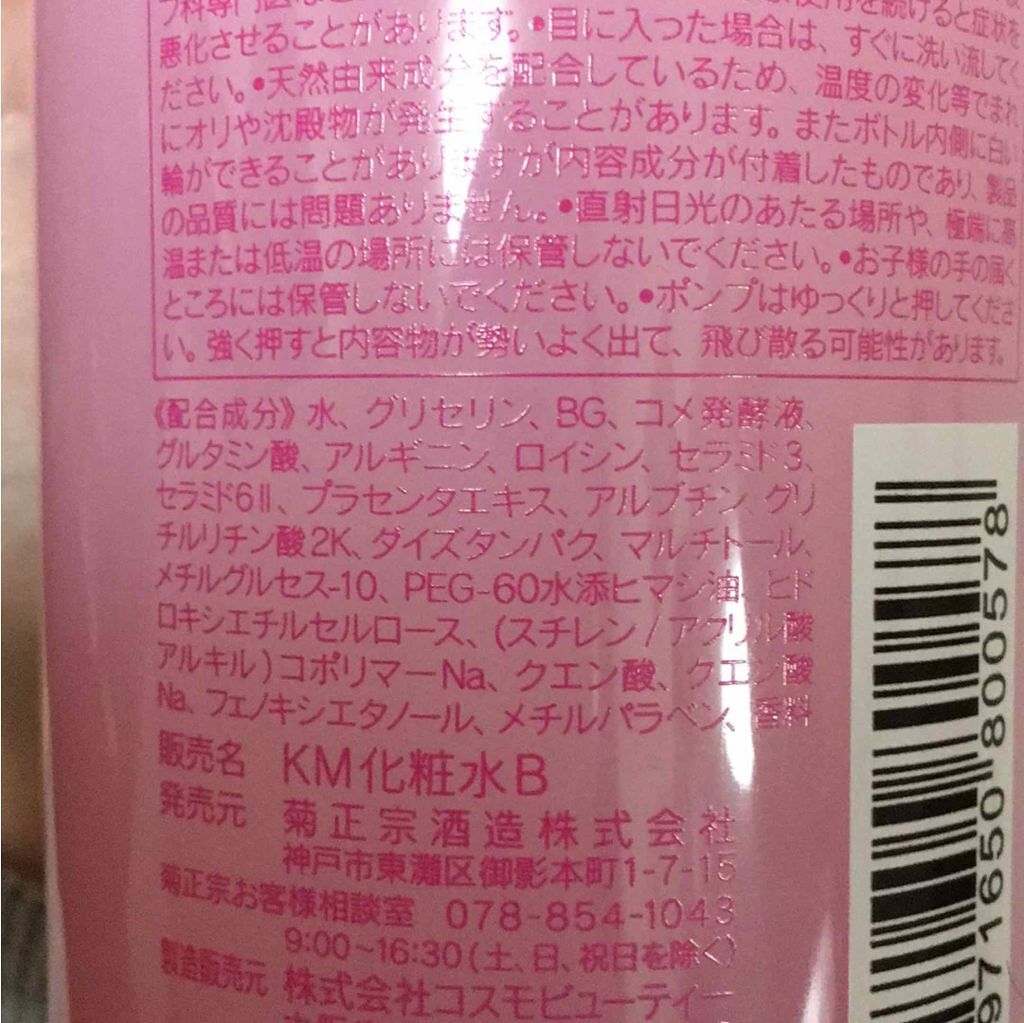 フ科専門医など
使用を続けると症状を
悪化させることがあります。•目に入った場合は、すぐに洗い流してく
ださい。•天然由来成分を配合しているため、温度の変化等でまれ
にオリや沈殿物が発生することがあります。またボトル内側に白い
輪ができることがありますが内容成分が付着したものであり、製品
の品質には問題ありません。•直射日光のあたる場所や、極端に高
温または低温の場所には保管しないでください。•お子様の手の届く
ところには保管しないでください。•ポンプはゆっくりと押してくださ
い。強く押すと内容物が勢いよく出て、飛び散る可能性があります。
《配合成分》水、グリセリン、BG、コメ発酵液、
グルタミン酸、アルギニン、ロイシン、セラミド3、
セラミド6Ⅱ、プラセンタエキス、アルブチン、グリ
チルリチン酸2K、ダイズタンパク、マルチトール、
メチルグルセス-10、PEG-60水添ヒマシ油、ヒド
ロキシエチルセルロース、(スチレン/アクリル酸
アルキル)コポリマーNa、クエン酸、クエン酸
Na、フェノキシエタノール、メチルパラベン、香料
販売名 KM化粧水B
発売元 菊正宗酒造株式会社
神戸市東灘区御影本町1-7-15
菊正宗お客様相談室 078-854-1043
9:00~16:30(土、日、祝日を除く)
製造販売元 株式会社コスモビューティー
971650800578